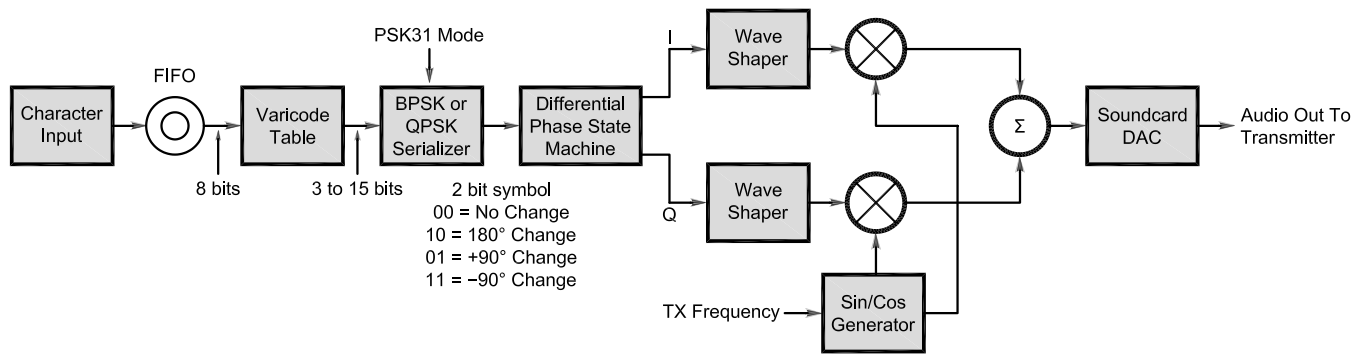 PSK31 Mode
I
Wave
Shaper
FIFO
Character
Input
Varicode
Table
BPSK or
QPSK
Serializer
Differential
Phase State
Machine
Σ
Soundcard
DAC
Audio Out To
Transmitter
8 bits
3 to 15 bits
2 bit symbol
00 = No Change
10 = 180° Change
01 = +90° Change
11 = −90° Change
Q
Wave
Shaper
TX Frequency
Sin/Cos
Generator